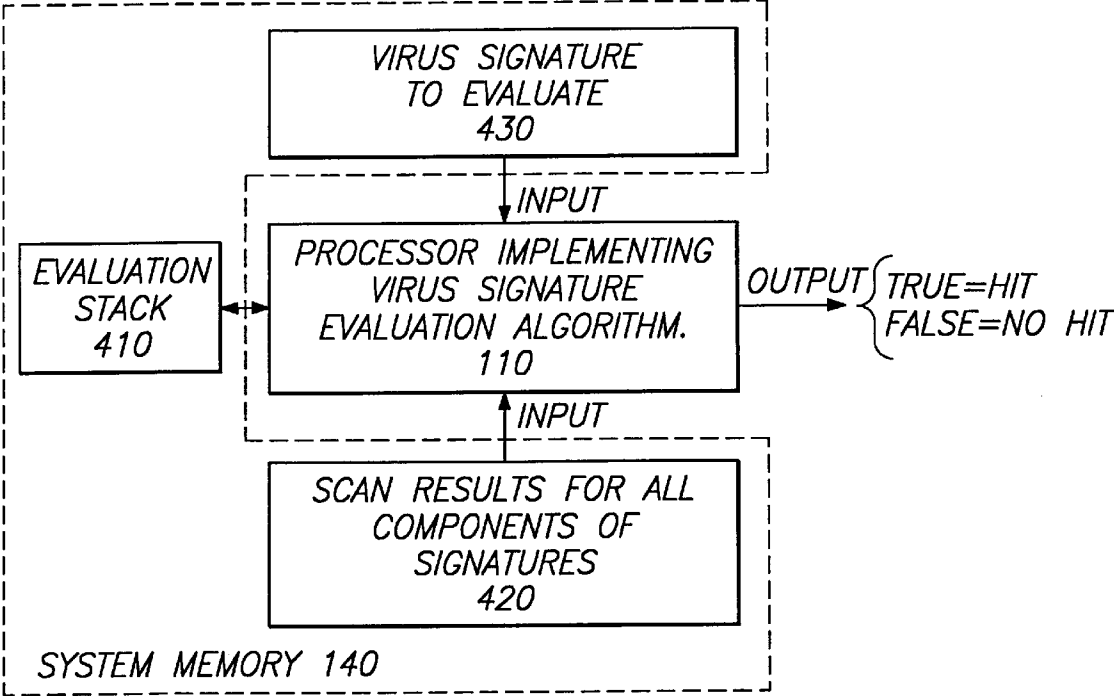 VIRUS SIGNATURE
TO EVALUATE
430
INPUT
EVALUATION
STACK
410
PROCESSOR IMPLEMENTING
VIRUS SIGNATURE
EVALUATION ALGORITHM.
110
OUTPUT
TRUE=HIT
FALSE=NO HIT
INPUT
SCAN RESULTS FOR ALL
COMPONENTS OF
SIGNATURES
420
SYSTEM MEMORY 140